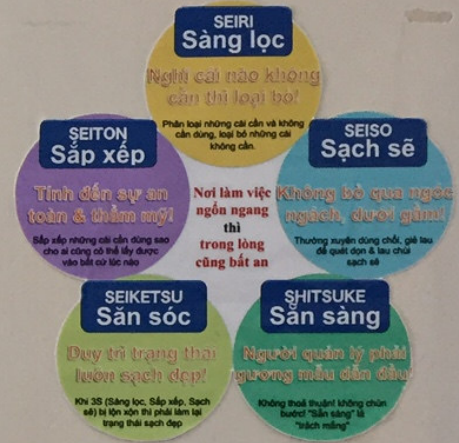 SEIRI
Sàng lọc
Nghĩ cái nào không
cần thì loại bỏ!
Phân loại những cái cần và không
cần dùng, loại bỏ những cái
không cần.
SEITON
Sắp xếp
Tính đến sự an
toàn & thẩm mỹ!
Sắp xếp những cái cần dùng sao
cho ai cũng có thể lấy được
vào bất cứ lúc nào
SEISO
Sạch sẽ
Không bỏ qua ngóc
ngách, dưới gầm!
Thường xuyên dùng chổi, giẻ lau
để quét dọn & lau chùi
sạch sẽ
Nơi làm việc
ngổn ngang
thì
trong lòng
cũng bất an
SEIKETSU
Săn sóc
Duy trì trạng thái
luôn sạch đẹp!
Khi 3S (Sàng lọc, Sắp xếp, Sạch
sẽ) bị lộn xộn thì phải làm lại
trạng thái sạch đẹp
SHITSUKE
Sẵn sàng
Người quản lý phải
gương mẫu dẫn đầu!
Không thoả thuận! không chùn
bước! "Sẵn sàng" là
"trách mắng"